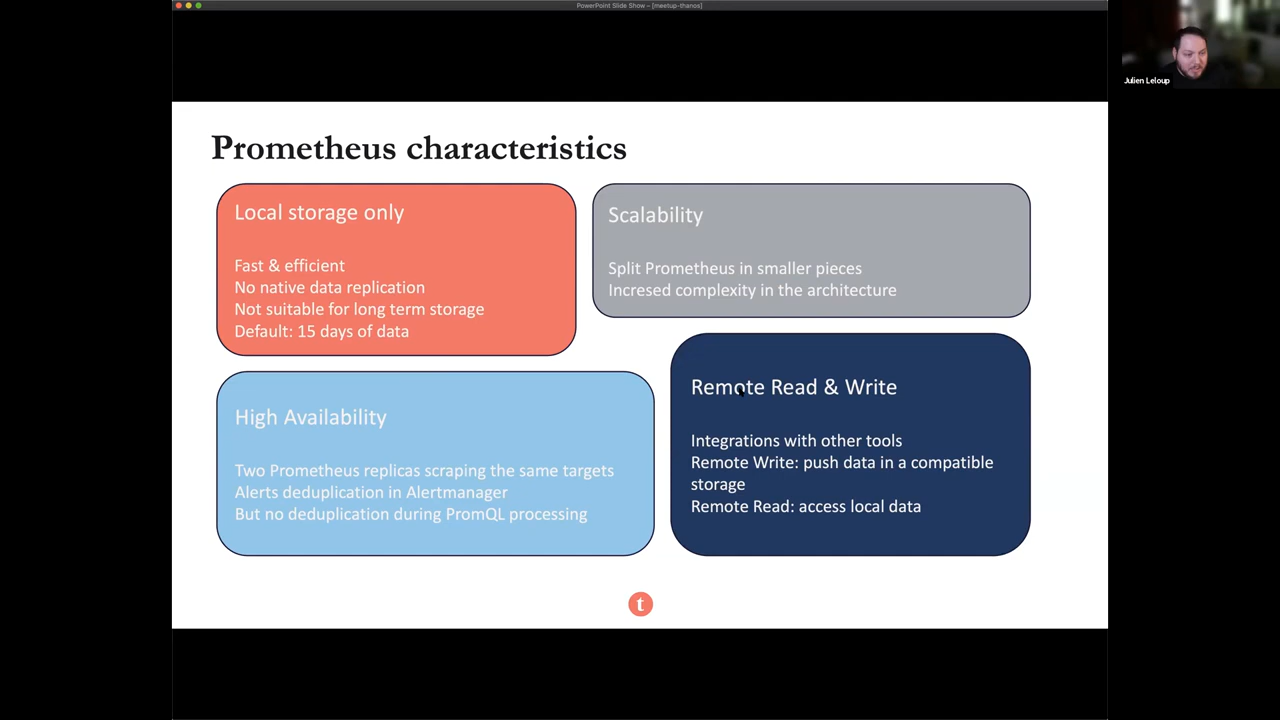 PowerPoint Slide Show – [meetup-thanos]
Julien Leloup
Prometheus characteristics
Local storage only
Fast & efficient
No native data replication
Not suitable for long term storage
Default: 15 days of data
Scalability
Split Prometheus in smaller pieces
Incresed complexity in the architecture
High Availability
Two Prometheus replicas scraping the same targets
Alerts deduplication in Alertmanager
But no deduplication during PromQL processing
Remote Read & Write
Integrations with other tools
Remote Write: push data in a compatible
storage
Remote Read: access local data
t